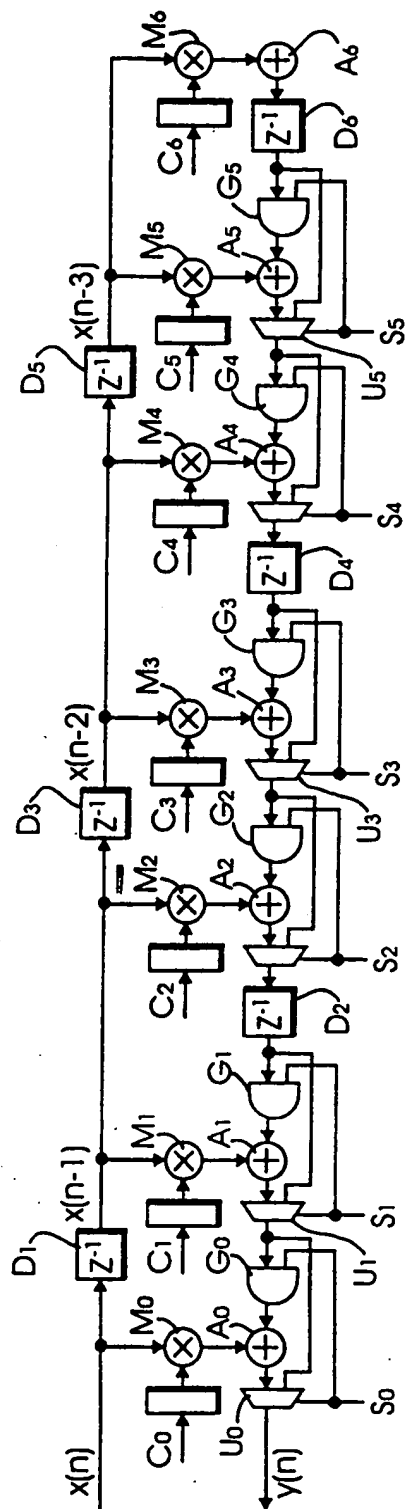 x(n) D₁ Z⁻¹ x(n-1) D₃ Z⁻¹ x(n-2) D₅ Z⁻¹ x(n-3)
M₀ M₁ M₂ M₃ M₄ M₅ M₆
C₀ C₁ C₂ C₃ C₄ C₅ C₆
A₀ G₀ A₁ G₁ A₂ G₂ A₃ G₃ A₄ G₄ A₅ G₅ A₆
Z⁻¹ Z⁻¹ Z⁻¹
U₀ U₁ D₂ U₃ D₄ U₅ D₆
y(n) S₀ S₁ S₂ S₃ S₄ S₅